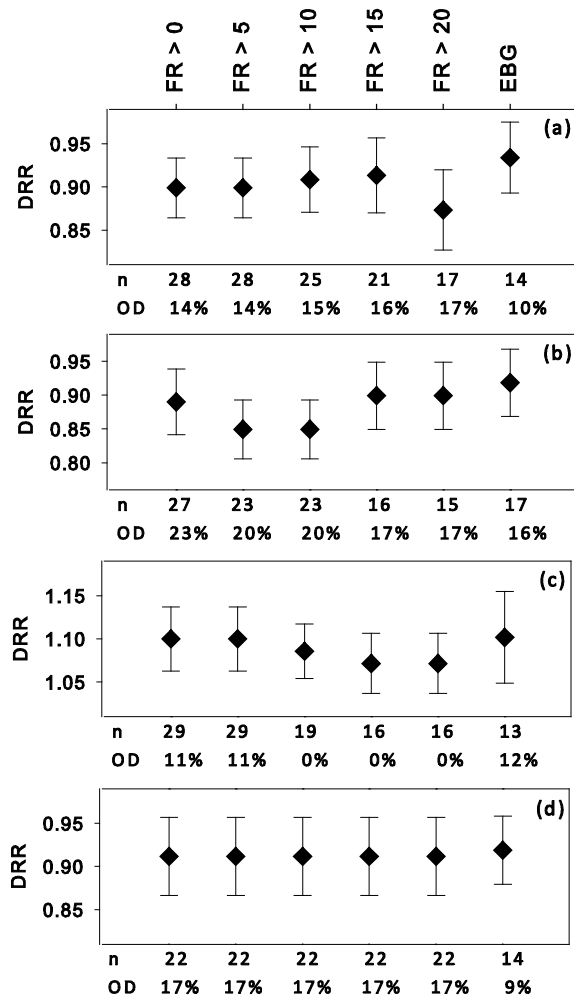 FR > 0 FR > 5 FR > 10 FR > 15 FR > 20 EBG
(a)
DRR
0.95
0.90
0.85
n 28 28 25 21 17 14
OD 14% 14% 15% 16% 17% 10%
(b)
DRR
0.95
0.90
0.85
0.80
n 27 23 23 16 15 17
OD 23% 20% 20% 17% 17% 16%
(c)
DRR
1.15
1.10
1.05
n 29 29 19 16 16 13
OD 11% 11% 0% 0% 0% 12%
(d)
DRR
0.95
0.90
0.85
n 22 22 22 22 22 14
OD 17% 17% 17% 17% 17% 9%